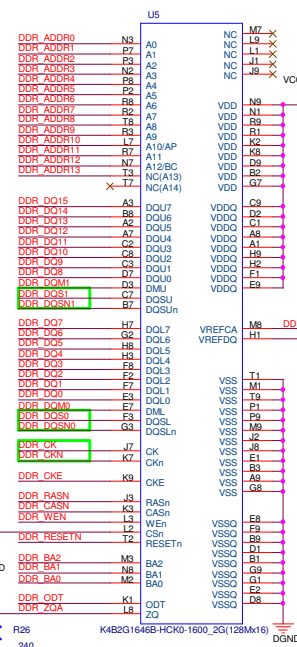 U5
DDR_ADDR0 N3 A0
DDR_ADDR1 P7 A1
DDR_ADDR2 P3 A2
DDR_ADDR3 N2 A3
DDR_ADDR4 P8 A4
DDR_ADDR5 P2 A5
DDR_ADDR6 R8 A6
DDR_ADDR7 R2 A7
DDR_ADDR8 T8 A8
DDR_ADDR9 R3 A9
DDR_ADDR10 L7 A10/AP
DDR_ADDR11 R7 A11
DDR_ADDR12 N7 A12/BC
DDR_ADDR13 T3 NC(A13)
T7 NC(A14)
DDR_DQ15 A3 DQU7
DDR_DQ14 B8 DQU6
DDR_DQ13 A2 DQU5
DDR_DQ12 A7 DQU4
DDR_DQ11 C2 DQU3
DDR_DQ10 C8 DQU2
DDR_DQ9 C3 DQU1
DDR_DQ8 D7 DQU0
DDR_DQM1 D3 DMU
DDR_DQS1 C7 DQSU
DDR_DQSN1 B7 DQSUn
DDR_DQ7 H7 DQL7
DDR_DQ6 G2 DQL6
DDR_DQ5 H8 DQL5
DDR_DQ4 H3 DQL4
DDR_DQ3 F8 DQL3
DDR_DQ2 F2 DQL2
DDR_DQ1 F7 DQL1
DDR_DQ0 E3 DQL0
DDR_DQM0 E7 DML
DDR_DQS0 F3 DQSL
DDR_DQSN0 G3 DQSLn
DDR_CK J7 CK
DDR_CKN K7 CKn
DDR_CKE K9 CKE
DDR_RASN J3 RASn
DDR_CASN K3 CASn
DDR_WEN L3 WEn
L2 CSn
DDR_RESETN T2 RESETn
DDR_BA2 M3 BA2
DDR_BA1 N8 BA1
DDR_BA0 M2 BA0
DDR_ODT K1 ODT
DDR_ZQA L8 ZQ
NC M7
NC L9
NC L1
NC J1
NC J9
VCC
VDD N9
VDD N1
VDD R9
VDD R1
VDD K2
VDD K8
VDD D9
VDD B2
VDD G7
VDDQ C9
VDDQ D2
VDDQ C1
VDDQ A8
VDDQ A1
VDDQ H9
VDDQ H2
VDDQ F1
VDDQ E9
VREFCA M8 DD
VREFDQ H1
VSS T1
VSS M1
VSS T9
VSS P1
VSS P9
VSS M9
VSS J2
VSS J8
VSS E1
VSS B3
VSS A9
VSS G8
VSSQ E8
VSSQ F9
VSSQ B9
VSSQ D1
VSSQ B1
VSSQ G9
VSSQ G1
VSSQ E2
VSSQ D8
R26
240
K4B2G1646B-HCK0-1600_2G(128Mx16)
DGND